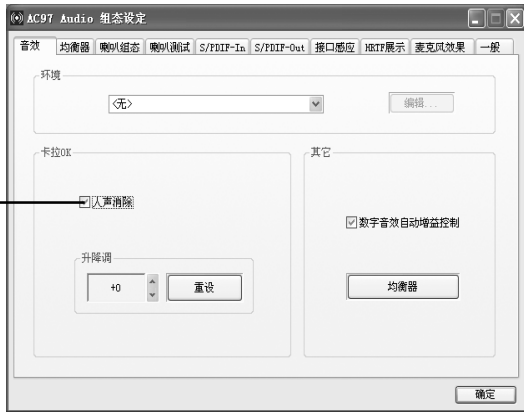 AC97 Audio 组态设定
音效 均衡器 喇叭组态 喇叭测试 S/PDIF-In S/PDIF-Out 接口感应 HRTF展示 麦克风效果 一般
环境
<无> 编辑...
卡拉OK
人声消除
升降调
+0 重设
其它
数字音效自动增益控制
均衡器
确定